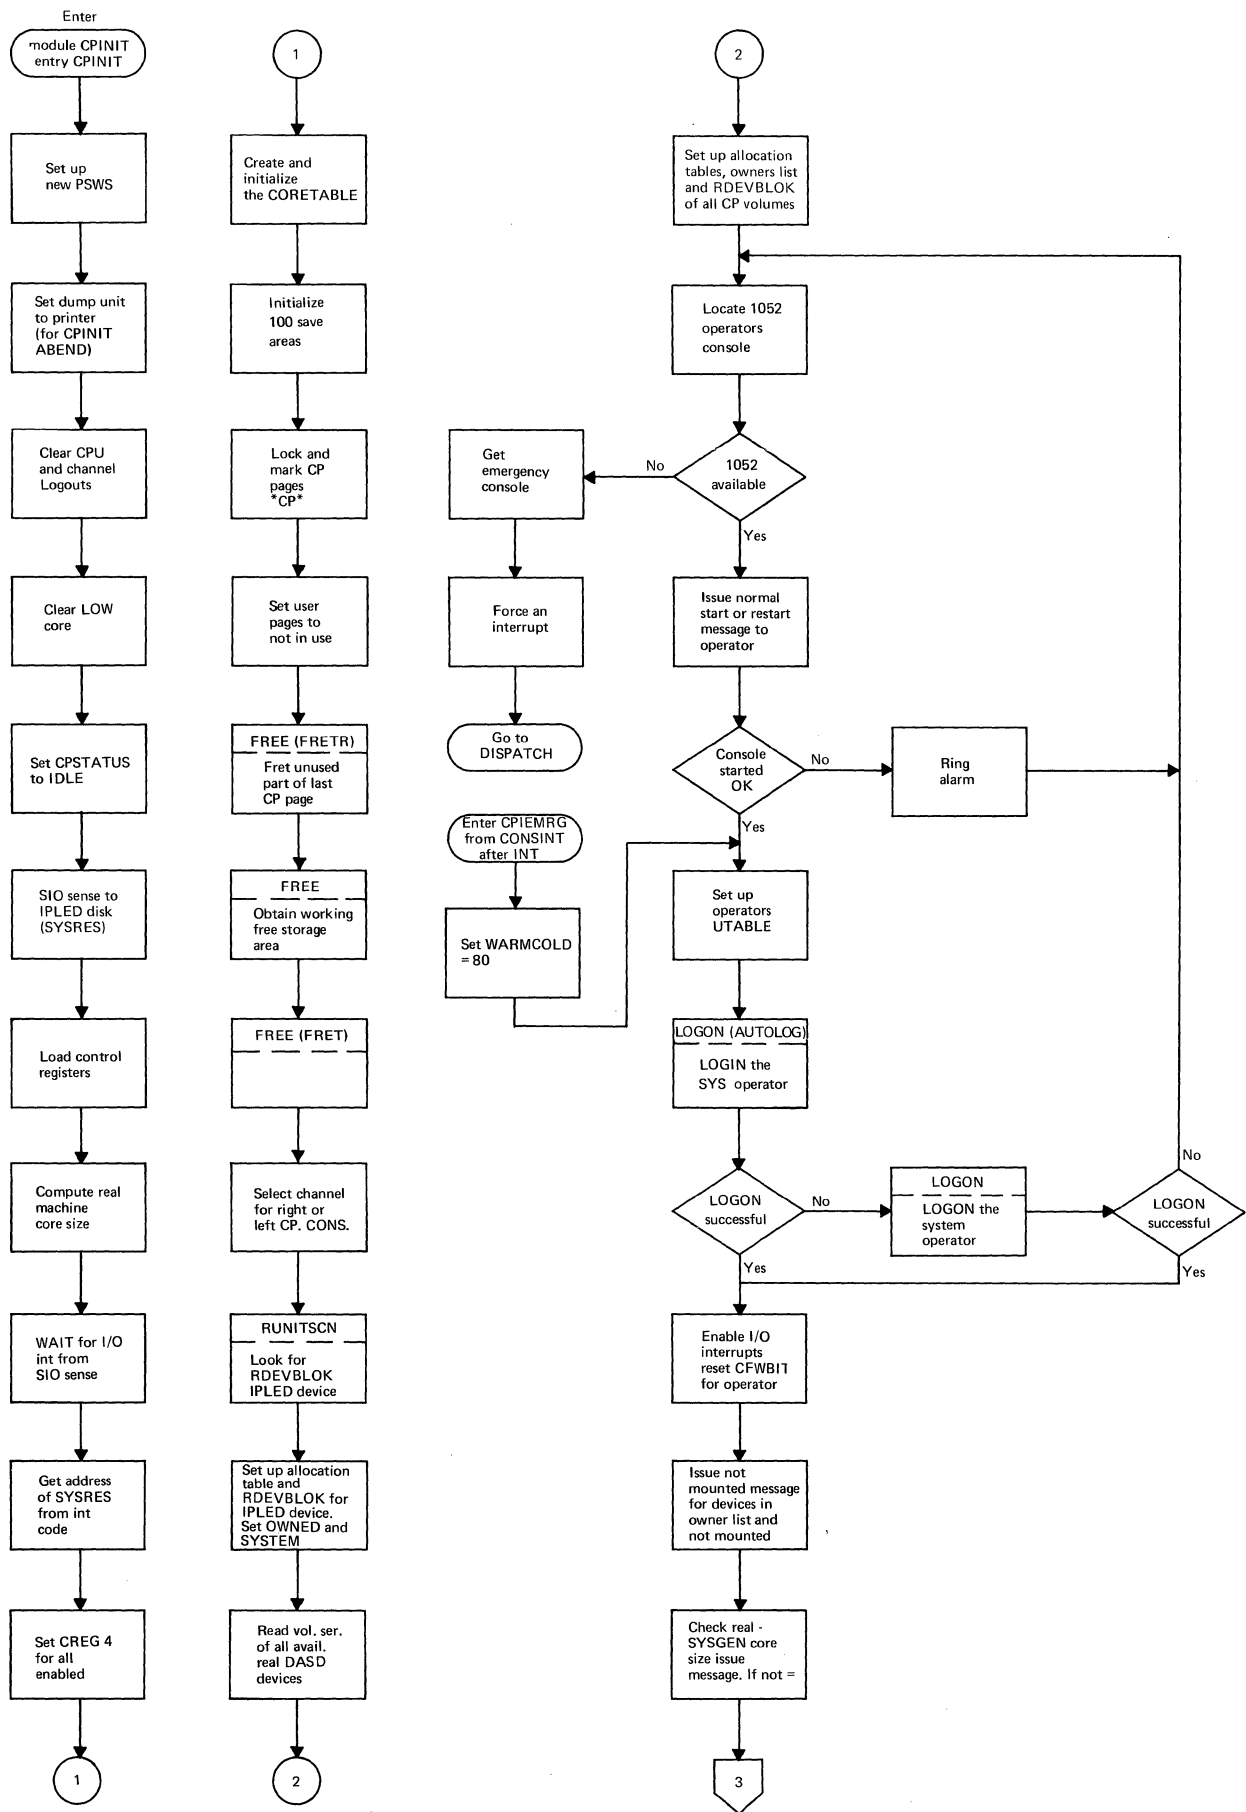 Enter
module CPINIT
entry CPINIT
Set up
new PSWS
Set dump unit
to printer
(for CPINIT
ABEND)
Clear CPU
and channel
Logouts
Clear LOW
core
Set CPSTATUS
to IDLE
SIO sense to
IPLED disk
(SYSRES)
Load control
registers
Compute real
machine
core size
WAIT for I/O
int from
SIO sense
Get address
of SYSRES
from int
code
Set CREG 4
for all
enabled
1
1
Create and
initialize
the CORETABLE
Initialize
100 save
areas
Lock and
mark CP
pages
*CP*
Set user
pages to
not in use
FREE (FRETR)
Fret unused
part of last
CP page
FREE
Obtain working
free storage
area
FREE (FRET)
Select channel
for right or
left CP. CONS.
RUNITSCN
Look for
RDEVBLOK
IPLED device
Set up allocation
table and
RDEVBLOK for
IPLED device.
Set OWNED and
SYSTEM
Read vol. ser.
of all avail.
real DASD
devices
2
2
Set up allocation
tables, owners list
and RDEVBLOK
of all CP volumes
Locate 1052
operators
console
1052
available
No
Get
emergency
console
Force an
interrupt
Go to
DISPATCH
Yes
Issue normal
start or restart
message to
operator
Console
started
OK
No
Ring
alarm
Yes
Enter CPIEMRG
from CONSINT
after INT
Set WARMCOLD
= 80
Set up
operators
UTABLE
LOGON (AUTOLOG)
LOGIN the
SYS operator
LOGON
successful
No
LOGON
LOGON the
system
operator
LOGON
successful
No
Yes
Yes
Enable I/O
interrupts
reset CFWBIT
for operator
Issue not
mounted message
for devices in
owner list and
not mounted
Check real -
SYSGEN core
size issue
message. If not =
3